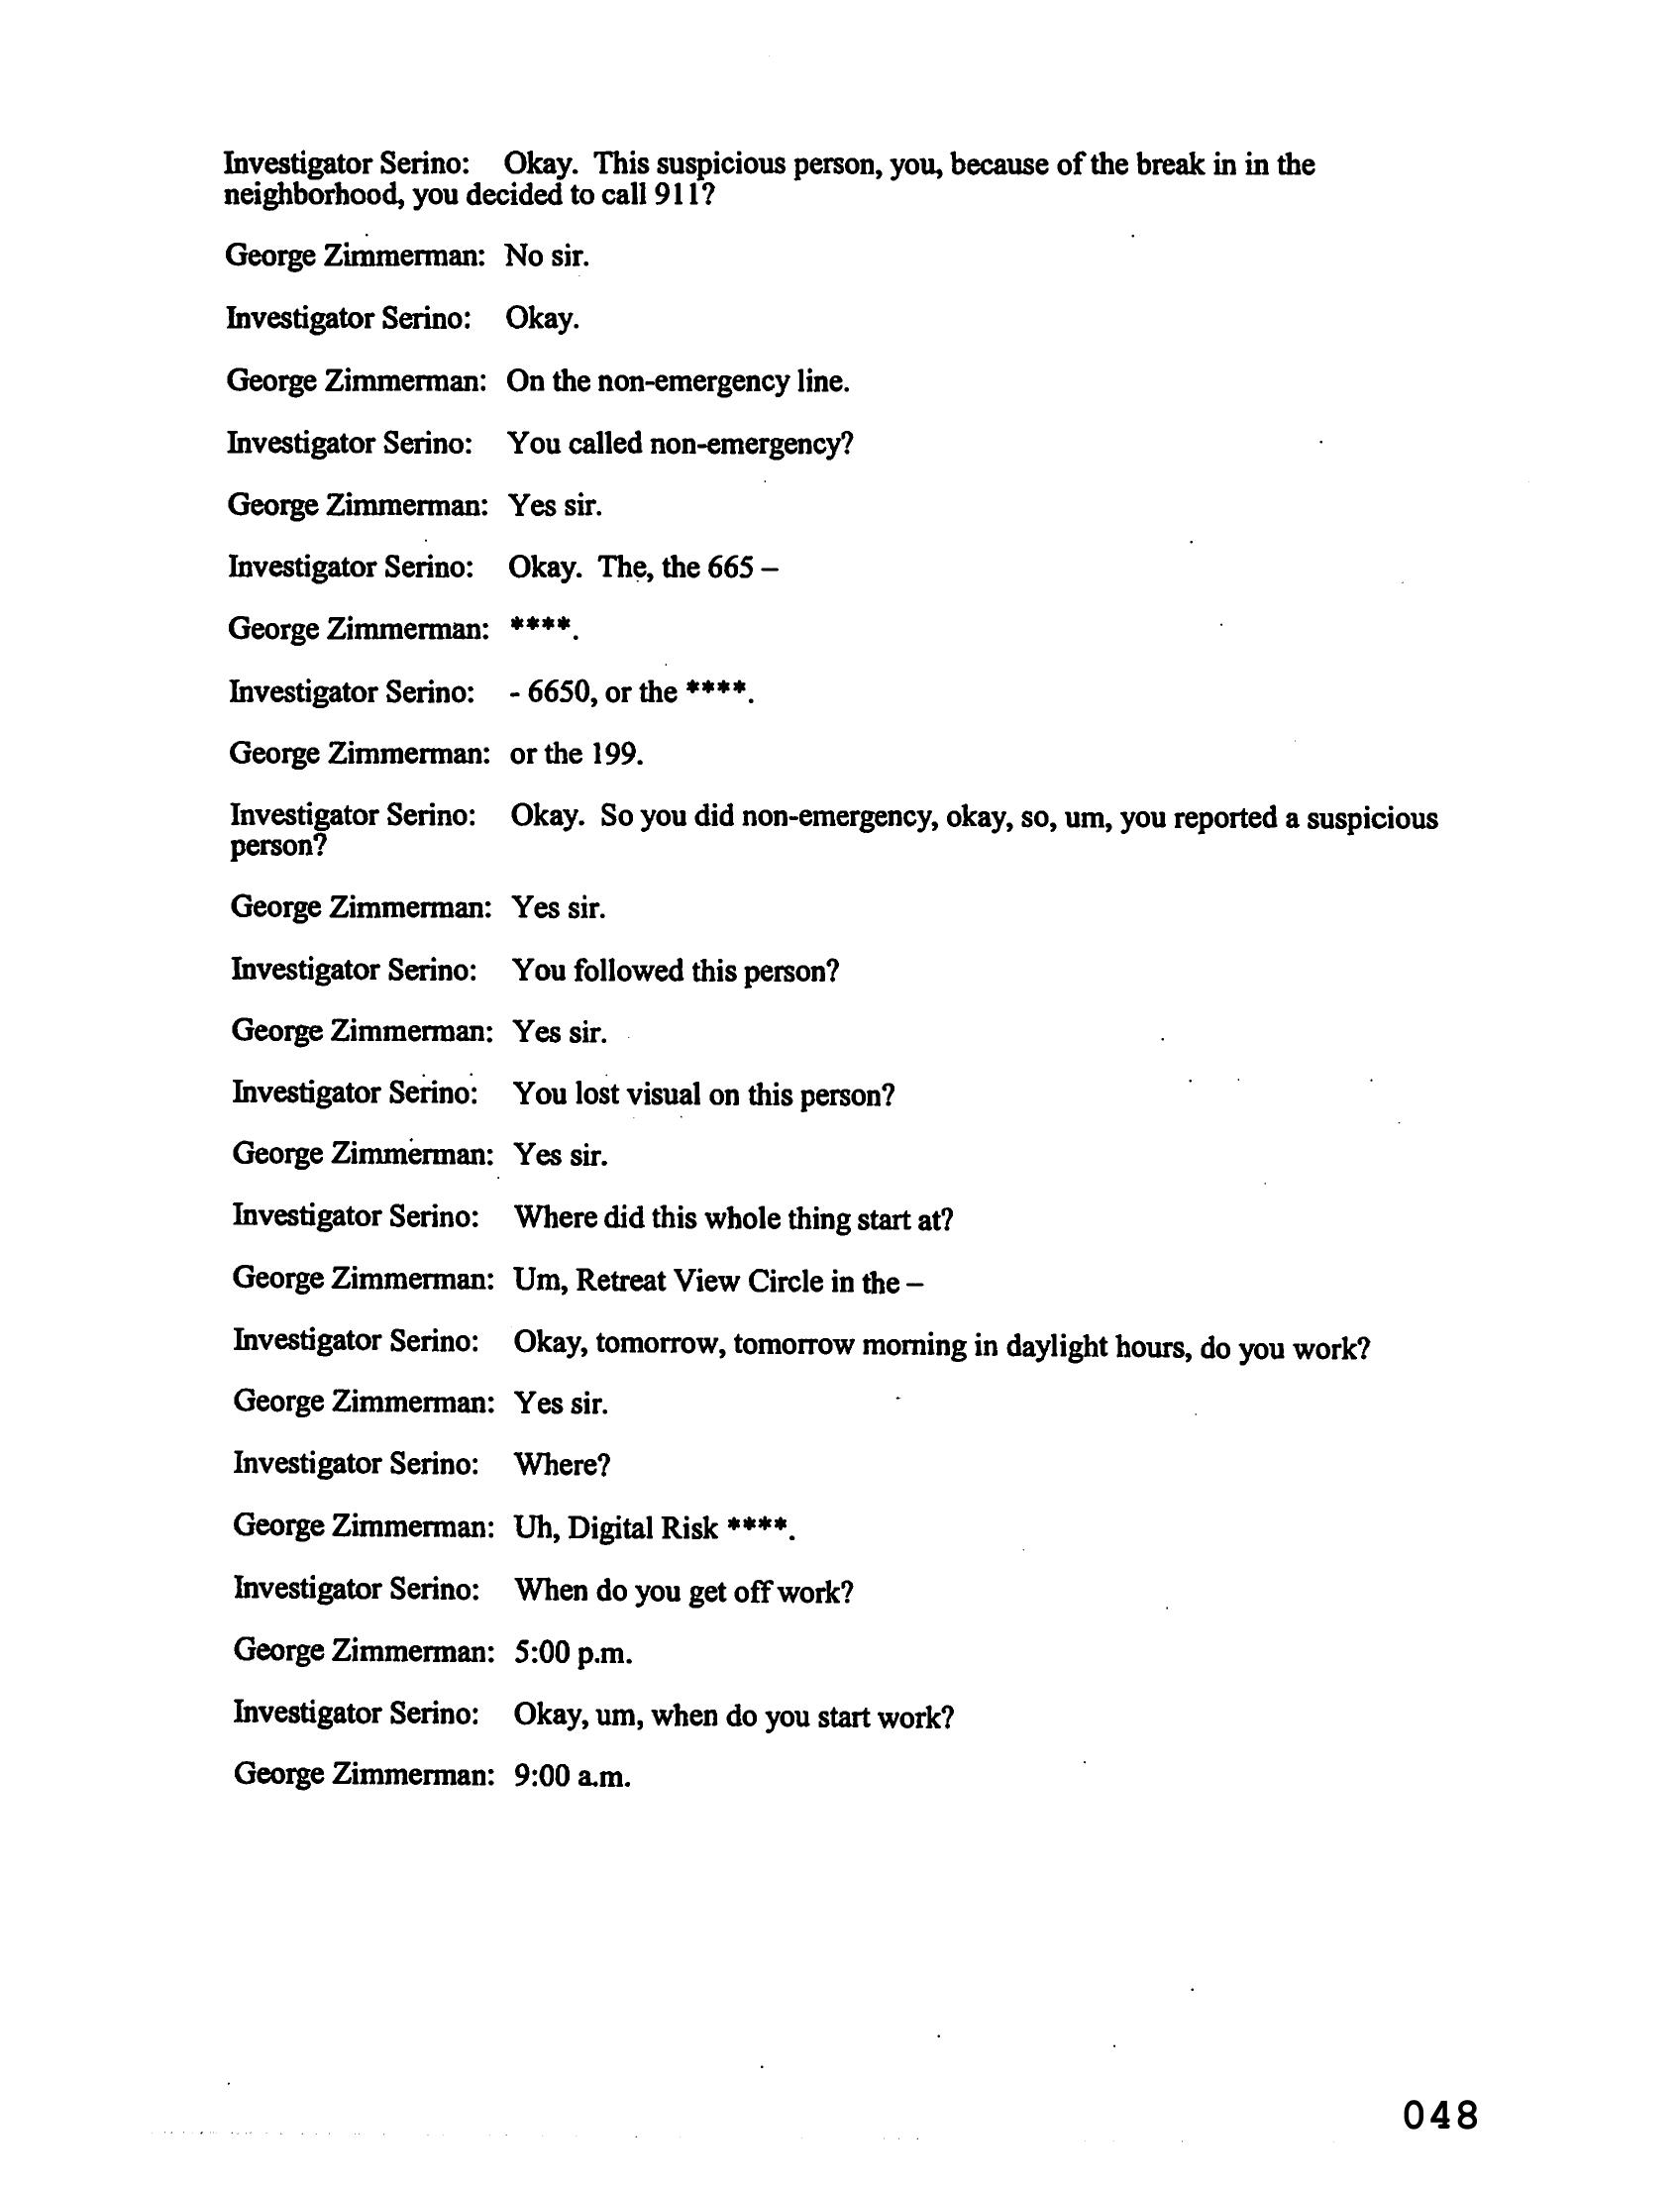 Investigator Serino: Okay. This suspicious person, you, because of the break in in the
neighborhood, you decided to call 911?
George Zimmerman: No sir.
Investigator Serino: Okay.
George Zimmerman: On the non-emergency line.
Investigator Serino: You called non-emergency?
George Zimmerman: Yes sir.
Investigator Serino: Okay. The, the 665 –
George Zimmerman: ****.
Investigator Serino: - 6650, or the ****.
George Zimmerman: or the 199.
Investigator Serino: Okay. So you did non-emergency, okay, so, um, you reported a suspicious
person?
George Zimmerman: Yes sir.
Investigator Serino: You followed this person?
George Zimmerman: Yes sir.
Investigator Serino: You lost visual on this person?
George Zimmerman: Yes sir.
Investigator Serino: Where did this whole thing start at?
George Zimmerman: Um, Retreat View Circle in the –
Investigator Serino: Okay, tomorrow, tomorrow morning in daylight hours, do you work?
George Zimmerman: Yes sir.
Investigator Serino: Where?
George Zimmerman: Uh, Digital Risk ****.
Investigator Serino: When do you get off work?
George Zimmerman: 5:00 p.m.
Investigator Serino: Okay, um, when do you start work?
George Zimmerman: 9:00 a.m.
048